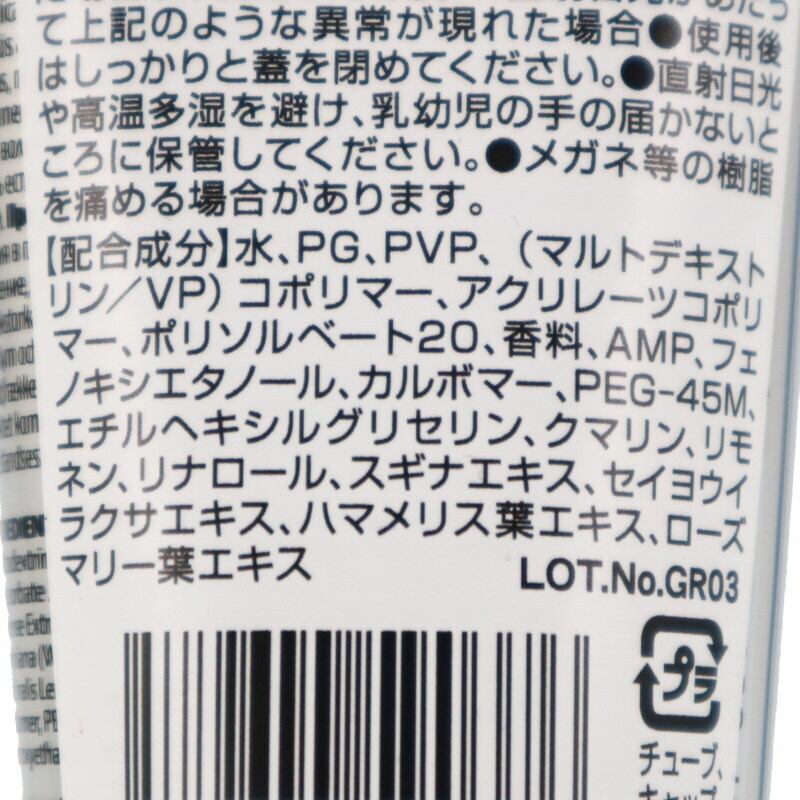 て上記のような異常が現れた場合●使用後
はしっかりと蓋を閉めてください。●直射日光
や高温多湿を避け、乳幼児の手の届かないと
ころに保管してください。●メガネ等の樹脂
を痛める場合があります。
【配合成分】水、PG、PVP、（マルトデキスト
リン／VP）コポリマー、アクリレーツコポリ
マー、ポリソルベート20、香料、AMP、フェ
ノキシエタノール、カルボマー、PEG-45M、
エチルヘキシルグリセリン、クマリン、リモ
ネン、リナロール、スギナエキス、セイヨウイ
ラクサエキス、ハマメリス葉エキス、ローズ
マリー葉エキス
LOT.No.GR03
プラ
チューブ、